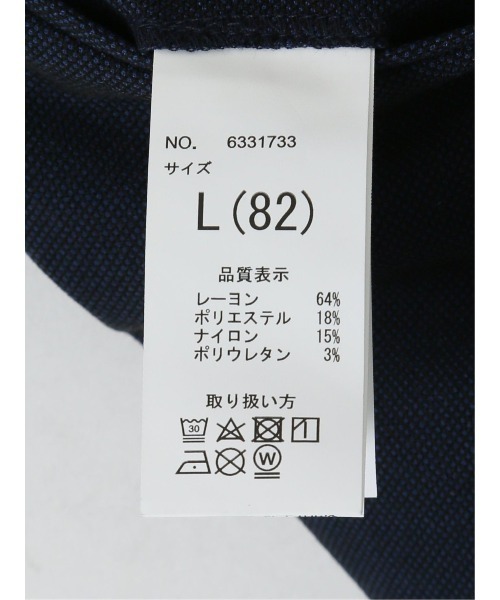 NO. 6331733
サイズ
L(82)
品質表示
レーヨン 64%
ポリエステル 18%
ナイロン 15%
ポリウレタン 3%
取り扱い方
30
W